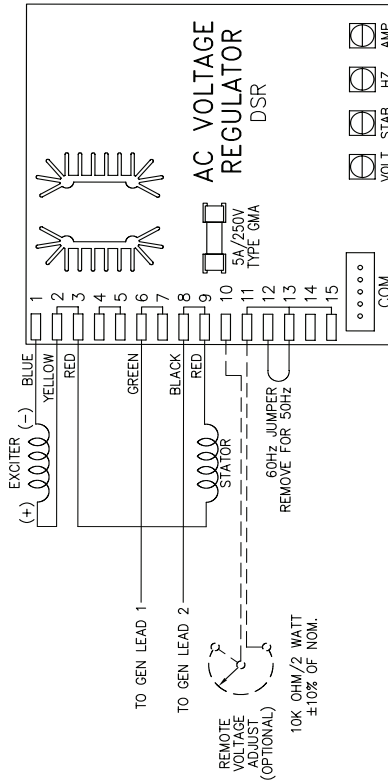 EXCITER
(+)
(-)
BLUE
YELLOW
RED
GREEN
BLACK
RED
1
2
3
4
5
6
7
8
9
10
11
12
13
14
15
TO GEN LEAD 1
TO GEN LEAD 2
STATOR
REMOTE
VOLTAGE
ADJUST
(OPTIONAL)
10K OHM/2 WATT
±10% OF NOM.
60Hz JUMPER
REMOVE FOR 50Hz
AC VOLTAGE
REGULATOR
DSR
5A/250V
TYPE GMA
COM
VOLT
STAB
HZ
AMP